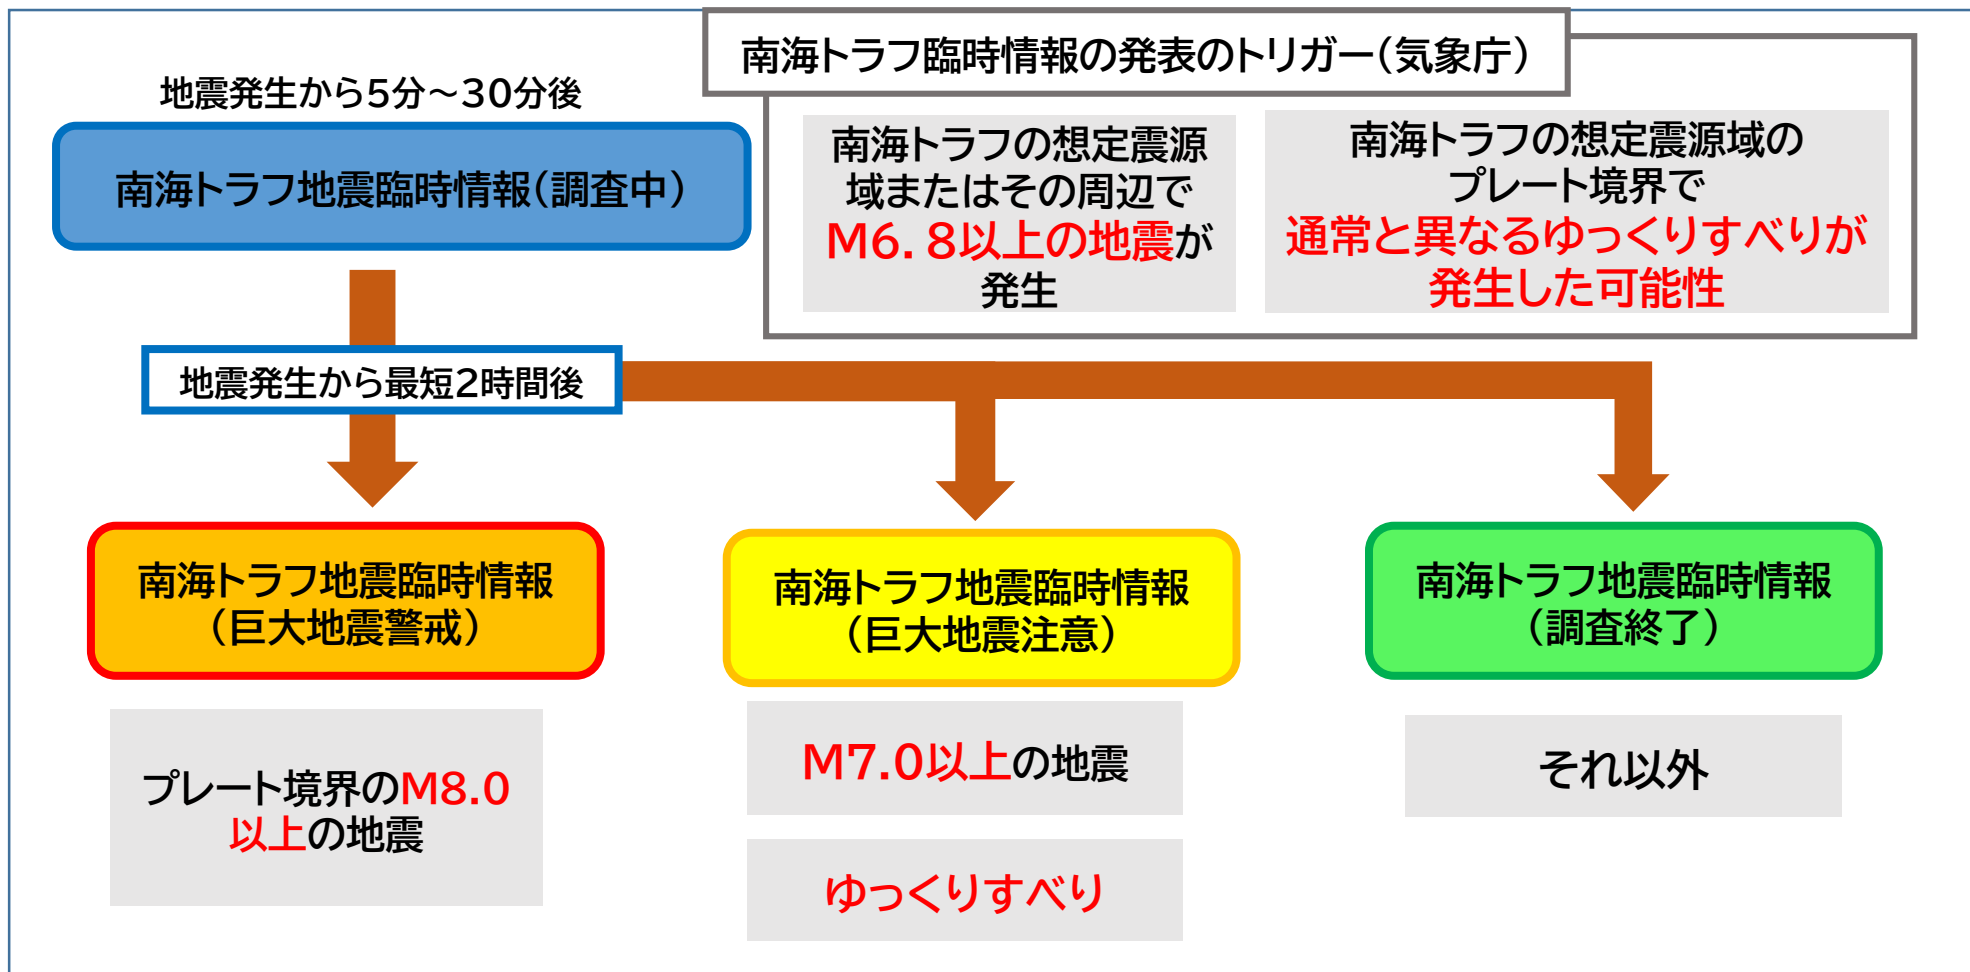 南海トラフ臨時情報の発表のトリガー(気象庁)
地震発生から5分～30分後
南海トラフ地震臨時情報(調査中)
南海トラフの想定震源
域またはその周辺で
M6.8以上の地震が
発生
南海トラフの想定震源域の
プレート境界で
通常と異なるゆっくりすべりが
発生した可能性
地震発生から最短2時間後
南海トラフ地震臨時情報
(巨大地震警戒)
プレート境界のM8.0
以上の地震
南海トラフ地震臨時情報
(巨大地震注意)
M7.0以上の地震
ゆっくりすべり
南海トラフ地震臨時情報
(調査終了)
それ以外